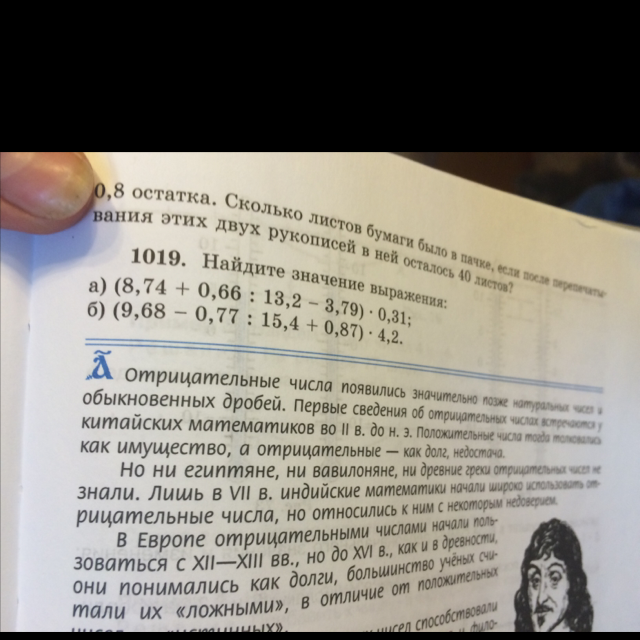 0,8 остатка. Сколько листов бумаги было в пачке, если после перепечаты-
вания этих двух рукописей в ней осталось 40 листов?
1019. Найдите значение выражения:
а) (8,74 + 0,66 : 13,2 – 3,79) · 0,31;
б) (9,68 – 0,77 : 15,4 + 0,87) · 4,2.
А Отрицательные числа появились значительно позже натуральных чисел и
обыкновенных дробей. Первые сведения об отрицательных числах встречаются у
китайских математиков во II в. до н. э. Положительные числа тогда толковались
как имущество, а отрицательные — как долг, недостача.
Но ни египтяне, ни вавилоняне, ни древние греки отрицательных чисел не
знали. Лишь в VII в. индийские математики начали широко использовать от-
рицательные числа, но относились к ним с некоторым недоверием.
В Европе отрицательными числами начали поль-
зоваться с XII—XIII вв., но до XVI в., как и в древности,
они понимались как долги, большинство учёных счи-
тали их «ложными», в отличие от положительных
чисел — «истинных».
чисел способствовали